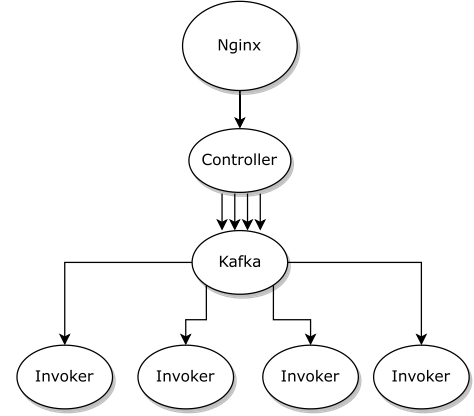 Nginx
Controller
Kafka
Invoker
Invoker
Invoker
Invoker